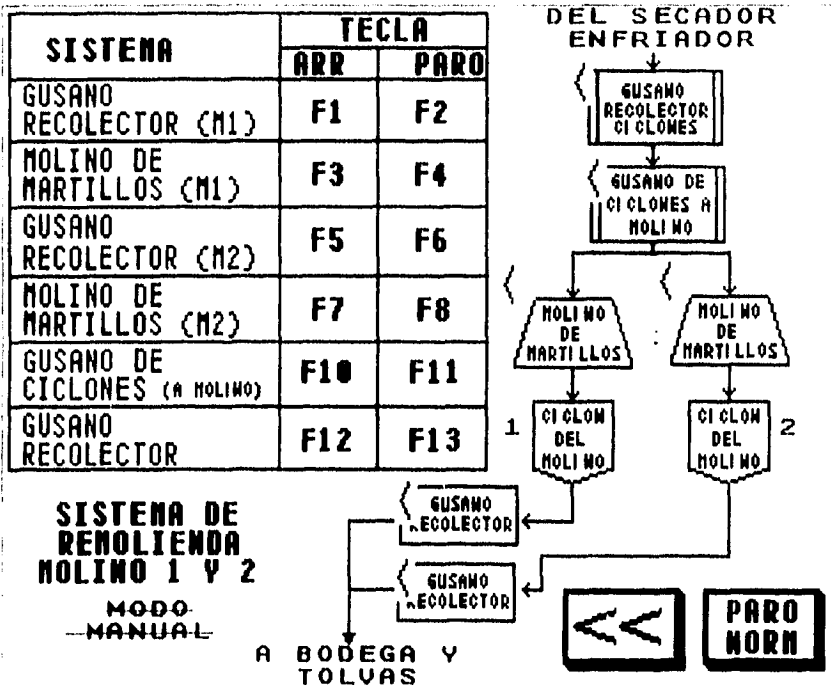 SISTEMA
TECLA
ARR PARO
GUSANO
RECOLECTOR (M1)
F1 F2
MOLINO DE
MARTILLOS (M1)
F3 F4
GUSANO
RECOLECTOR (M2)
F5 F6
MOLINO DE
MARTILLOS (M2)
F7 F8
GUSANO DE
CICLONES (A MOLINO)
F10 F11
GUSANO
RECOLECTOR
F12 F13
SISTEMA DE
REMOLIENDA
MOLINO 1 Y 2
MODO
MANUAL
DEL SECADOR
ENFRIADOR
GUSANO
RECOLECTOR
CICLONES
GUSANO DE
CICLONES A
MOLINO
MOLINO
DE
MARTILLOS
MOLINO
DE
MARTILLOS
1
CICLON
DEL
MOLINO
CICLON
DEL
MOLINO
2
GUSANO
RECOLECTOR
GUSANO
RECOLECTOR
A BODEGA Y
TOLVAS
<<
PARO
NORM